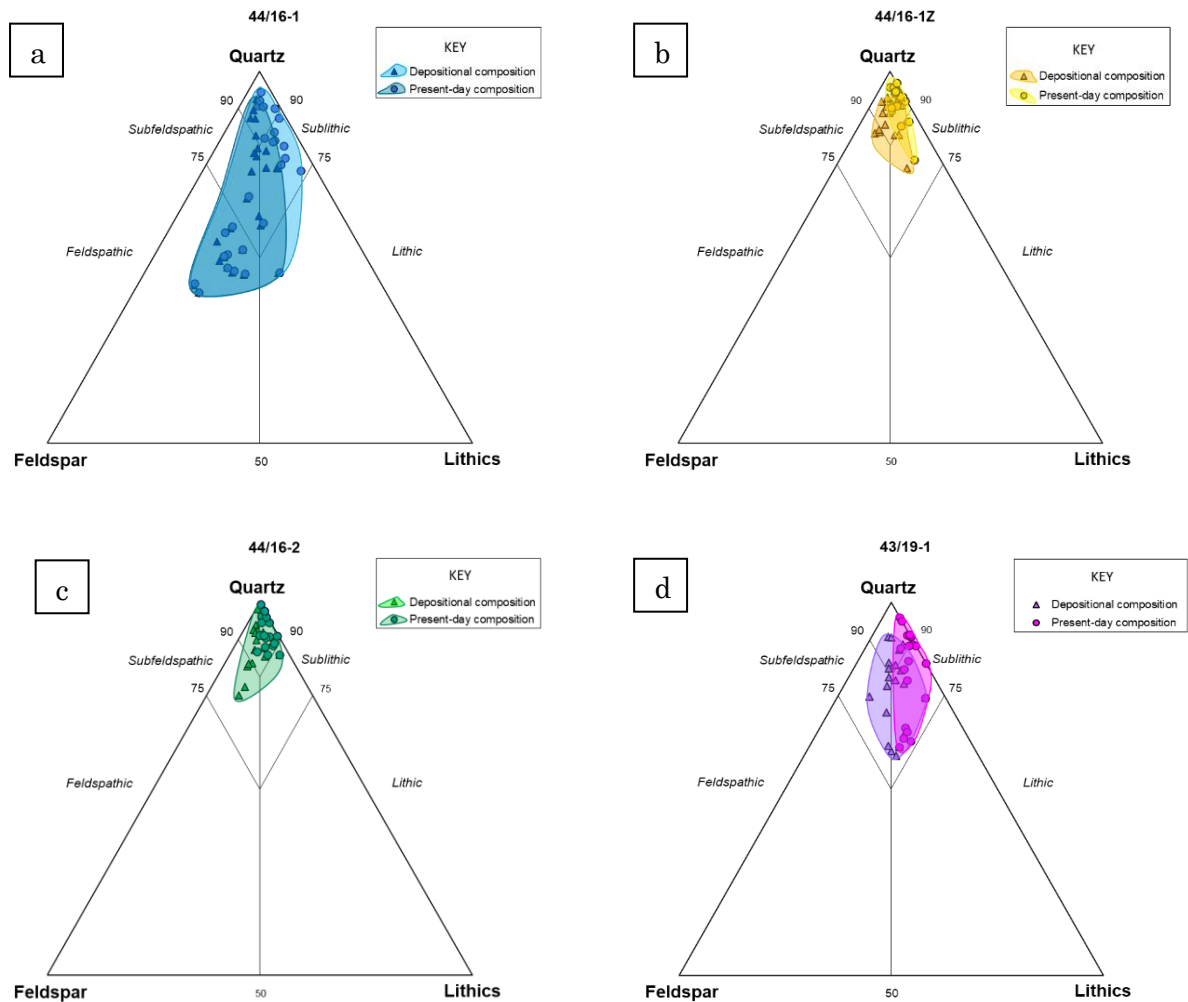 a
44/16-1
Quartz
KEY
Depositional composition
Present-day composition
90
90
Subfeldspathic
Sublithic
75
75
Feldspathic
Lithic
Feldspar
50
Lithics
b
44/16-1Z
Quartz
KEY
Depositional composition
Present-day composition
90
90
Subfeldspathic
Sublithic
75
75
Feldspathic
Lithic
Feldspar
50
Lithics
c
44/16-2
Quartz
KEY
Depositional composition
Present-day composition
90
90
Subfeldspathic
Sublithic
75
75
Feldspathic
Lithic
Feldspar
50
Lithics
d
43/19-1
Quartz
KEY
Depositional composition
Present-day composition
90
90
Subfeldspathic
Sublithic
75
75
Feldspathic
Lithic
Feldspar
50
Lithics